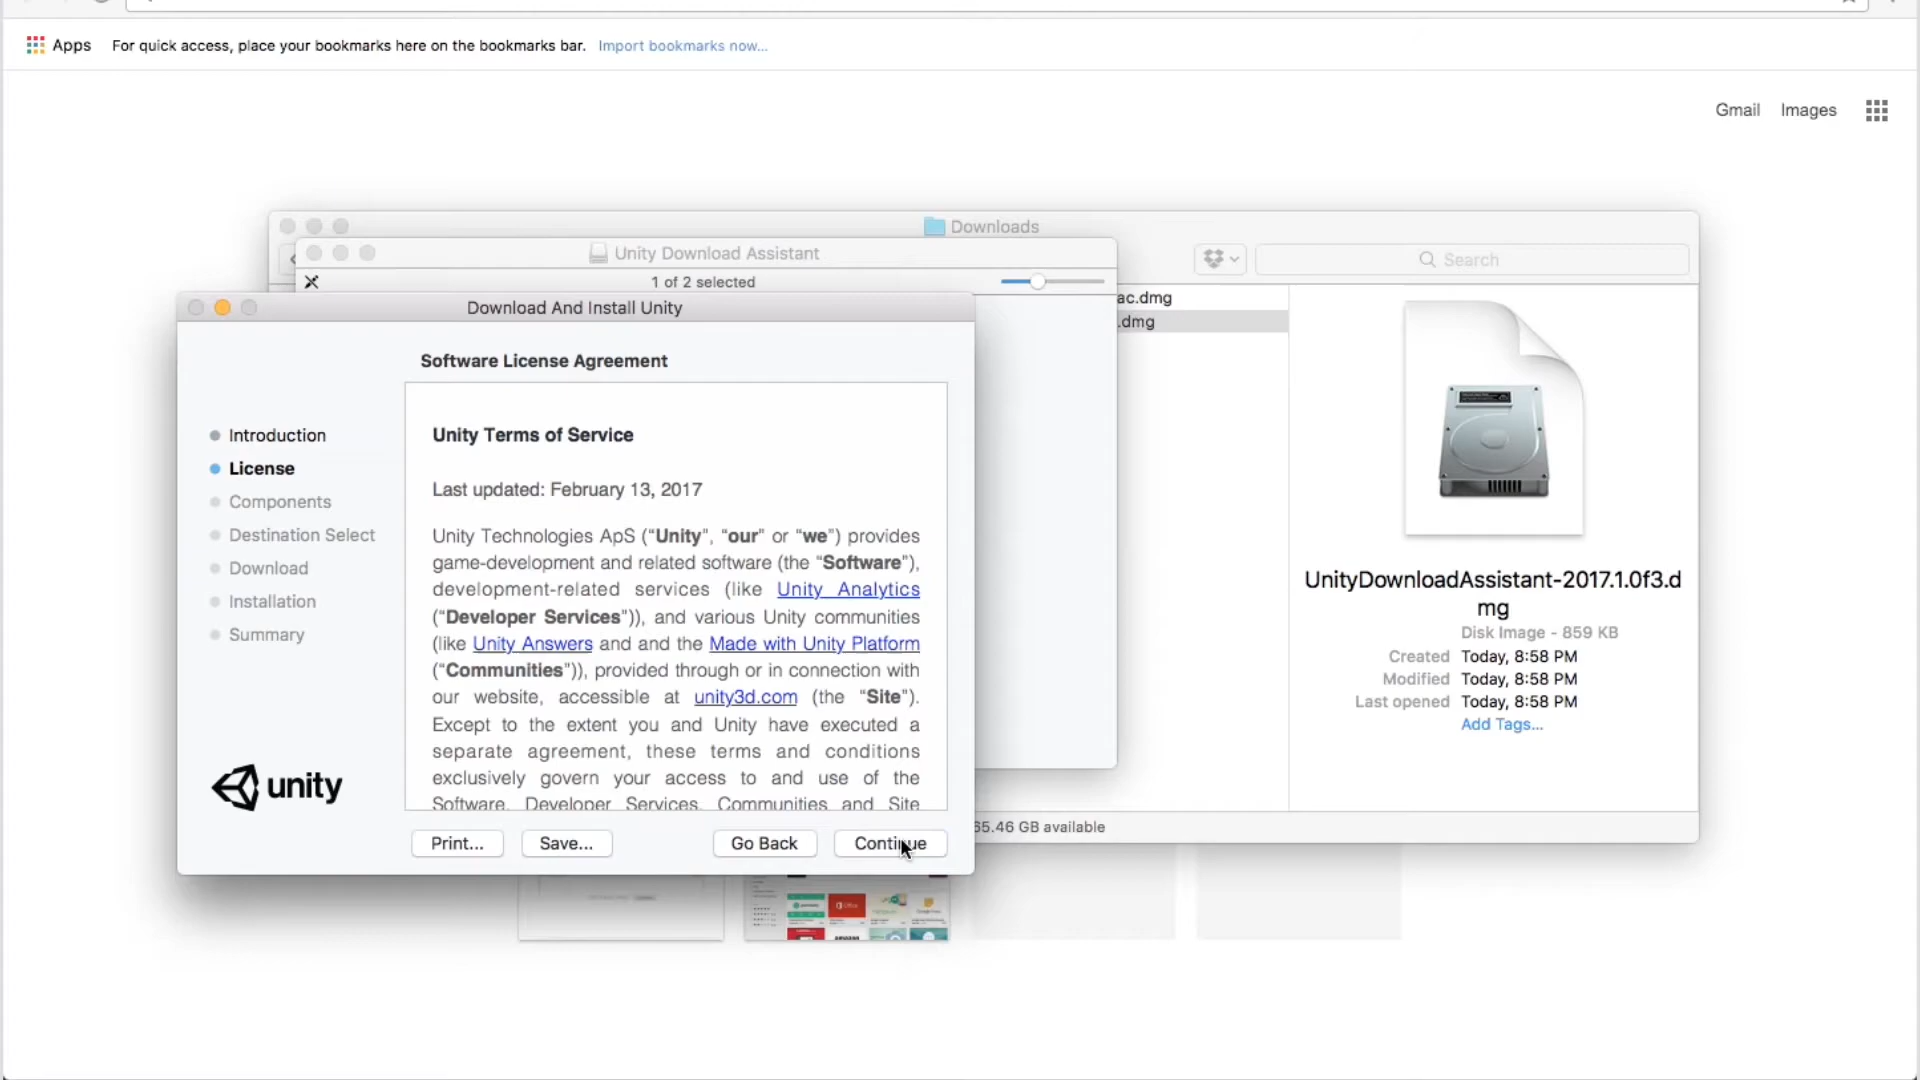 Apps For quick access, place your bookmarks here on the bookmarks bar. Import bookmarks now...
Gmail Images
Downloads
Unity Download Assistant
Search
1 of 2 selected
ac.dmg
.dmg
Download And Install Unity
Software License Agreement
Introduction
License
Components
Destination Select
Download
Installation
Summary
unity
Unity Terms of Service
Last updated: February 13, 2017
Unity Technologies ApS (“Unity”, “our” or “we”) provides
game-development and related software (the “Software”),
development-related services (like Unity Analytics
(“Developer Services”)), and various Unity communities
(like Unity Answers and and the Made with Unity Platform
(“Communities”)), provided through or in connection with
our website, accessible at unity3d.com (the “Site”).
Except to the extent you and Unity have executed a
separate agreement, these terms and conditions
exclusively govern your access to and use of the
Software, Developer Services, Communities and Site
Print... Save... Go Back Continue
UnityDownloadAssistant-2017.1.0f3.d
mg
Disk Image - 859 KB
Created Today, 8:58 PM
Modified Today, 8:58 PM
Last opened Today, 8:58 PM
Add Tags...
65.46 GB available
Office